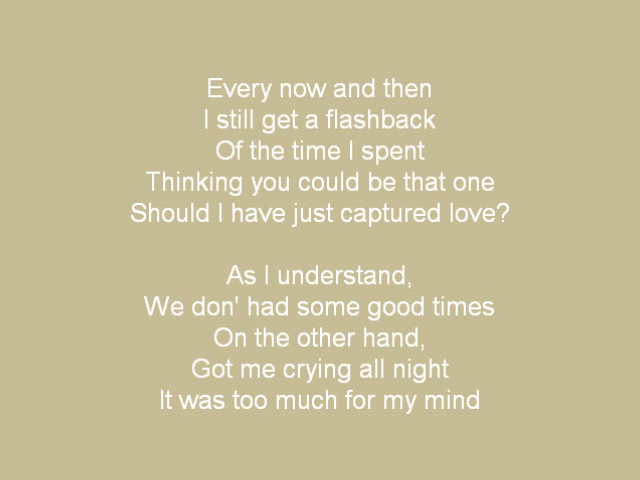 Every now and then
I still get a flashback
Of the time I spent
Thinking you could be that one
Should I have just captured love?

As I understand,
We don' had some good times
On the other hand,
Got me crying all night
It was too much for my mind